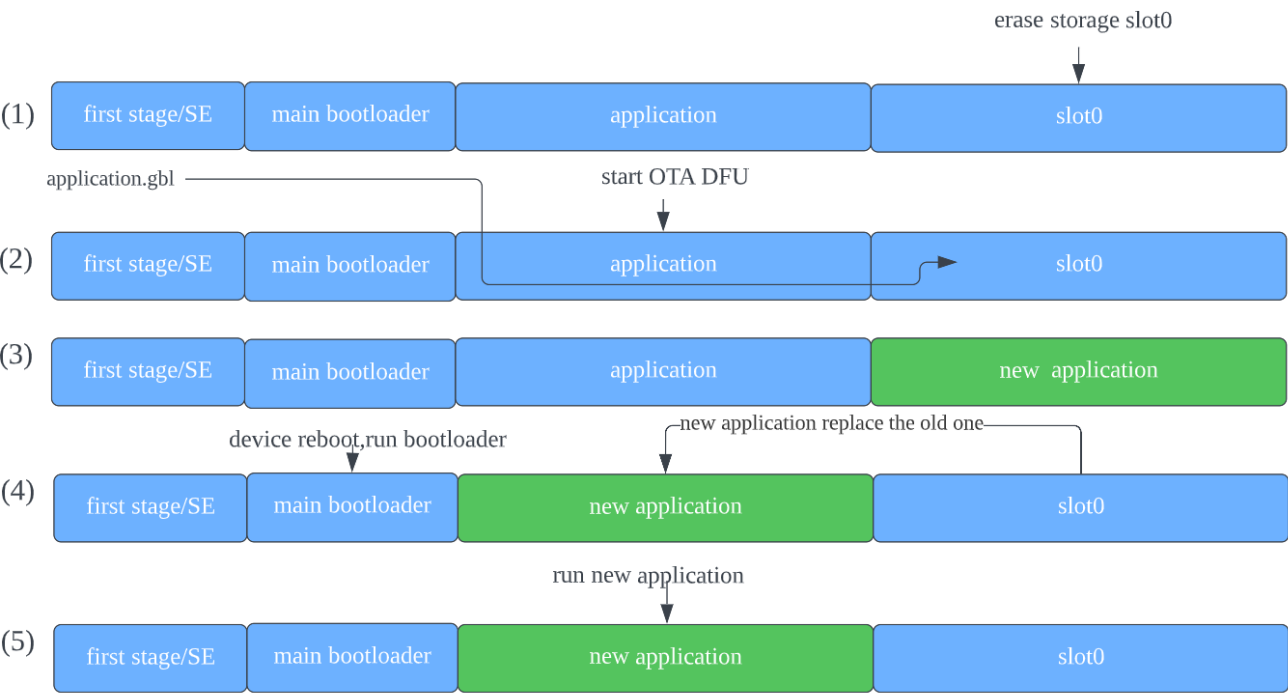 erase storage slot0
(1) first stage/SE main bootloader application slot0
application.gbl start OTA DFU
(2) first stage/SE main bootloader application slot0
(3) first stage/SE main bootloader application new application
new application replace the old one
device reboot,run bootloader
(4) first stage/SE main bootloader new application slot0
run new application
(5) first stage/SE main bootloader new application slot0